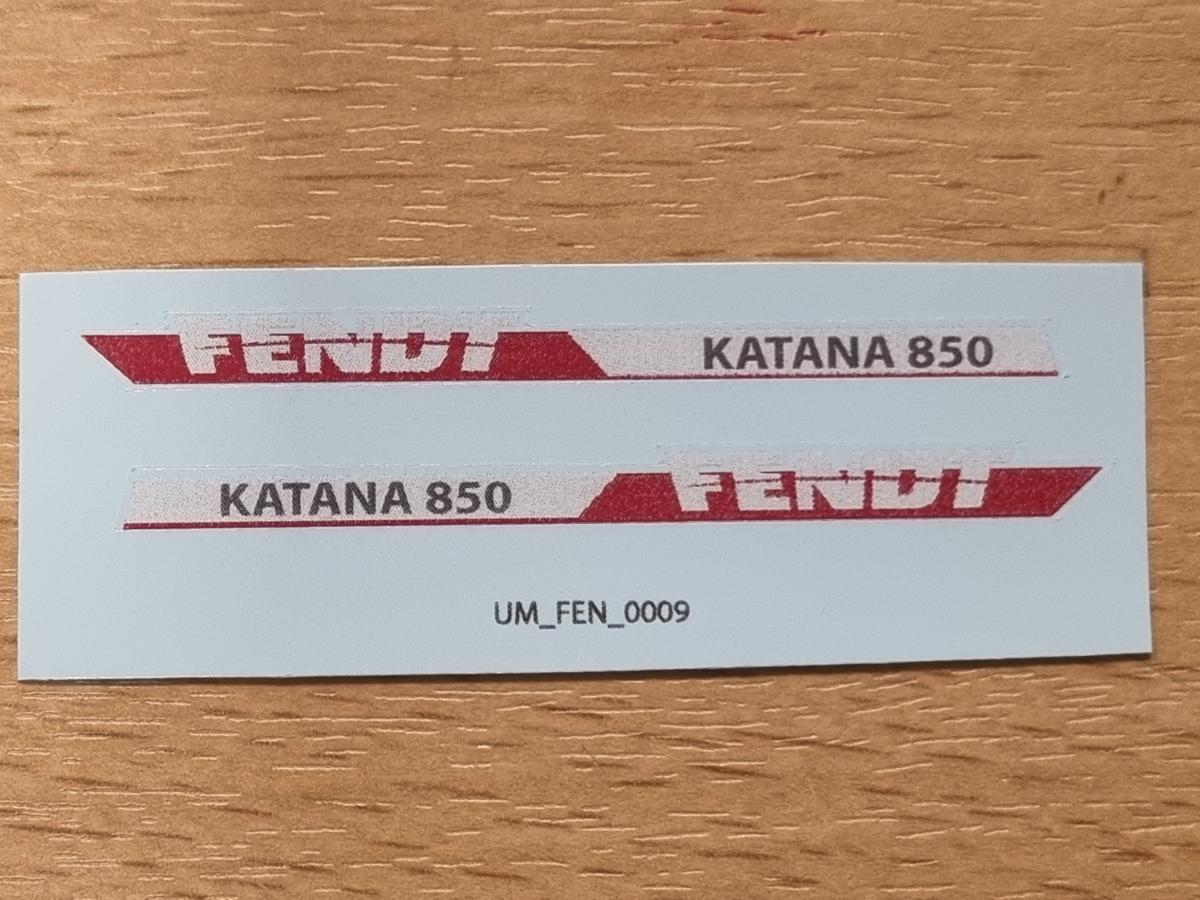 FENDT KATANA 850
KATANA 850 FENDT
UM_FEN_0009